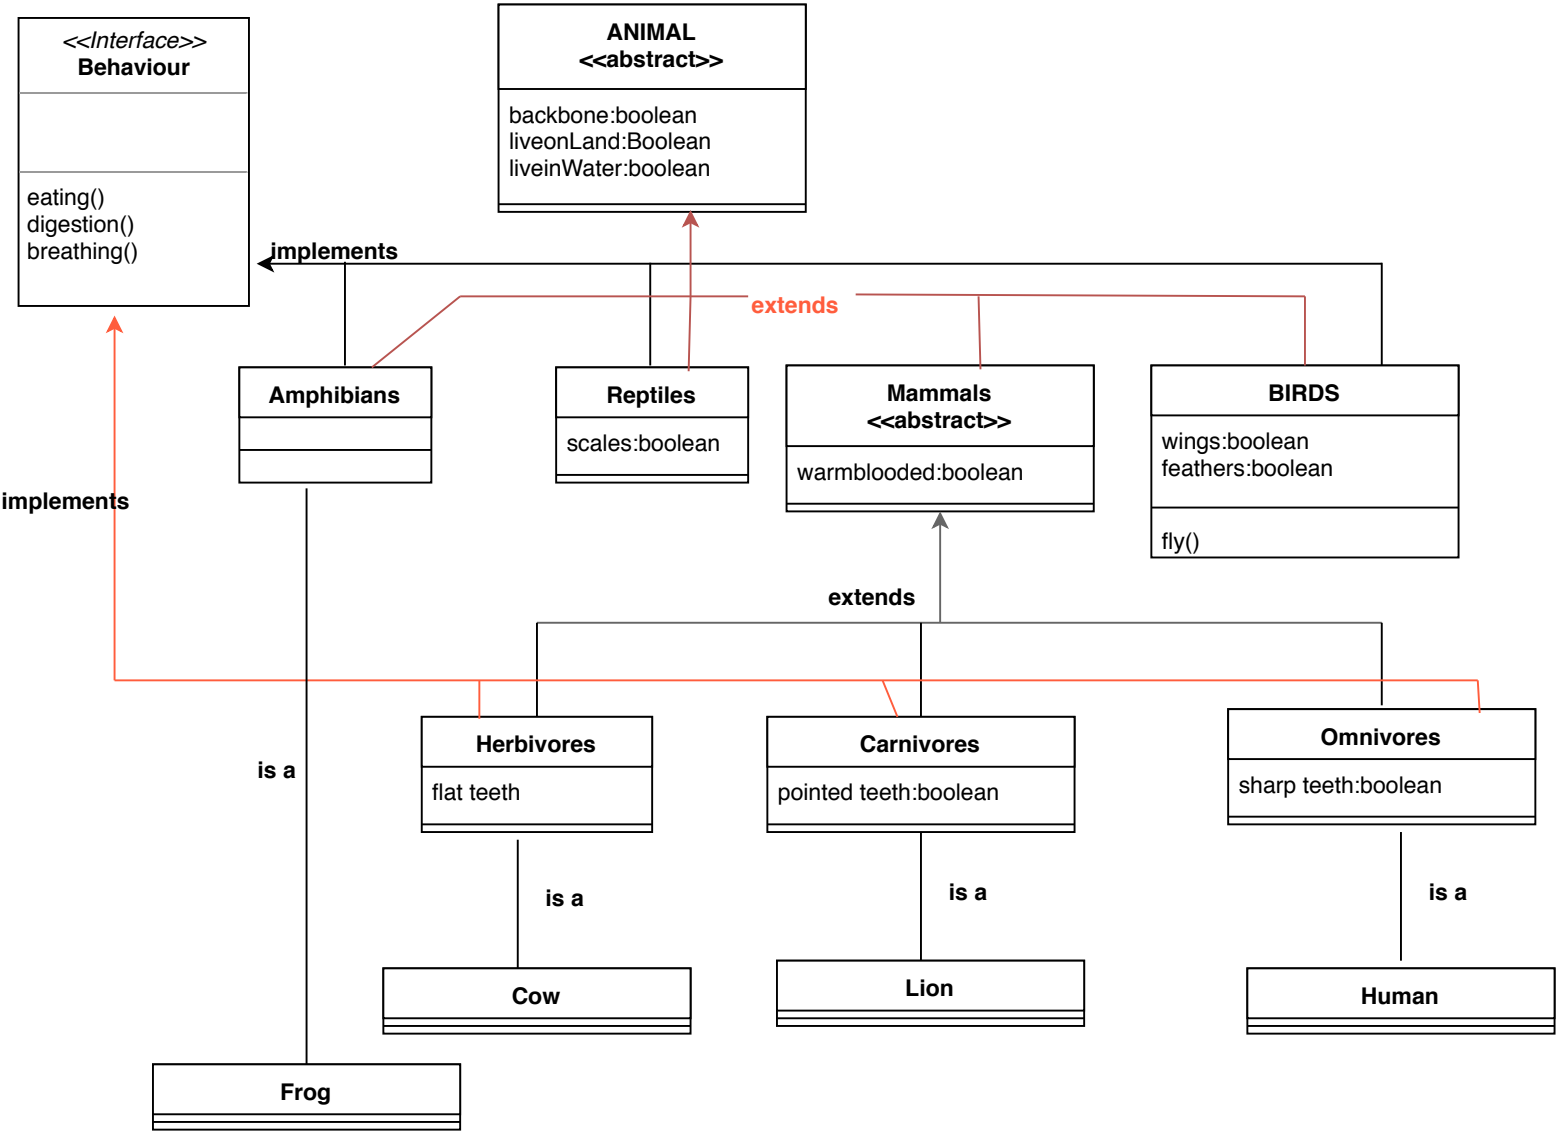 <<Interface>>
Behaviour
eating()
digestion()
breathing()
ANIMAL
<<abstract>>
backbone:boolean
liveonLand:Boolean
liveinWater:boolean
implements
extends
Amphibians
Reptiles
scales:boolean
Mammals
<<abstract>>
warmblooded:boolean
BIRDS
wings:boolean
feathers:boolean
fly()
implements
extends
Herbivores
flat teeth
Carnivores
pointed teeth:boolean
Omnivores
sharp teeth:boolean
is a
is a
is a
is a
Cow
Lion
Human
Frog